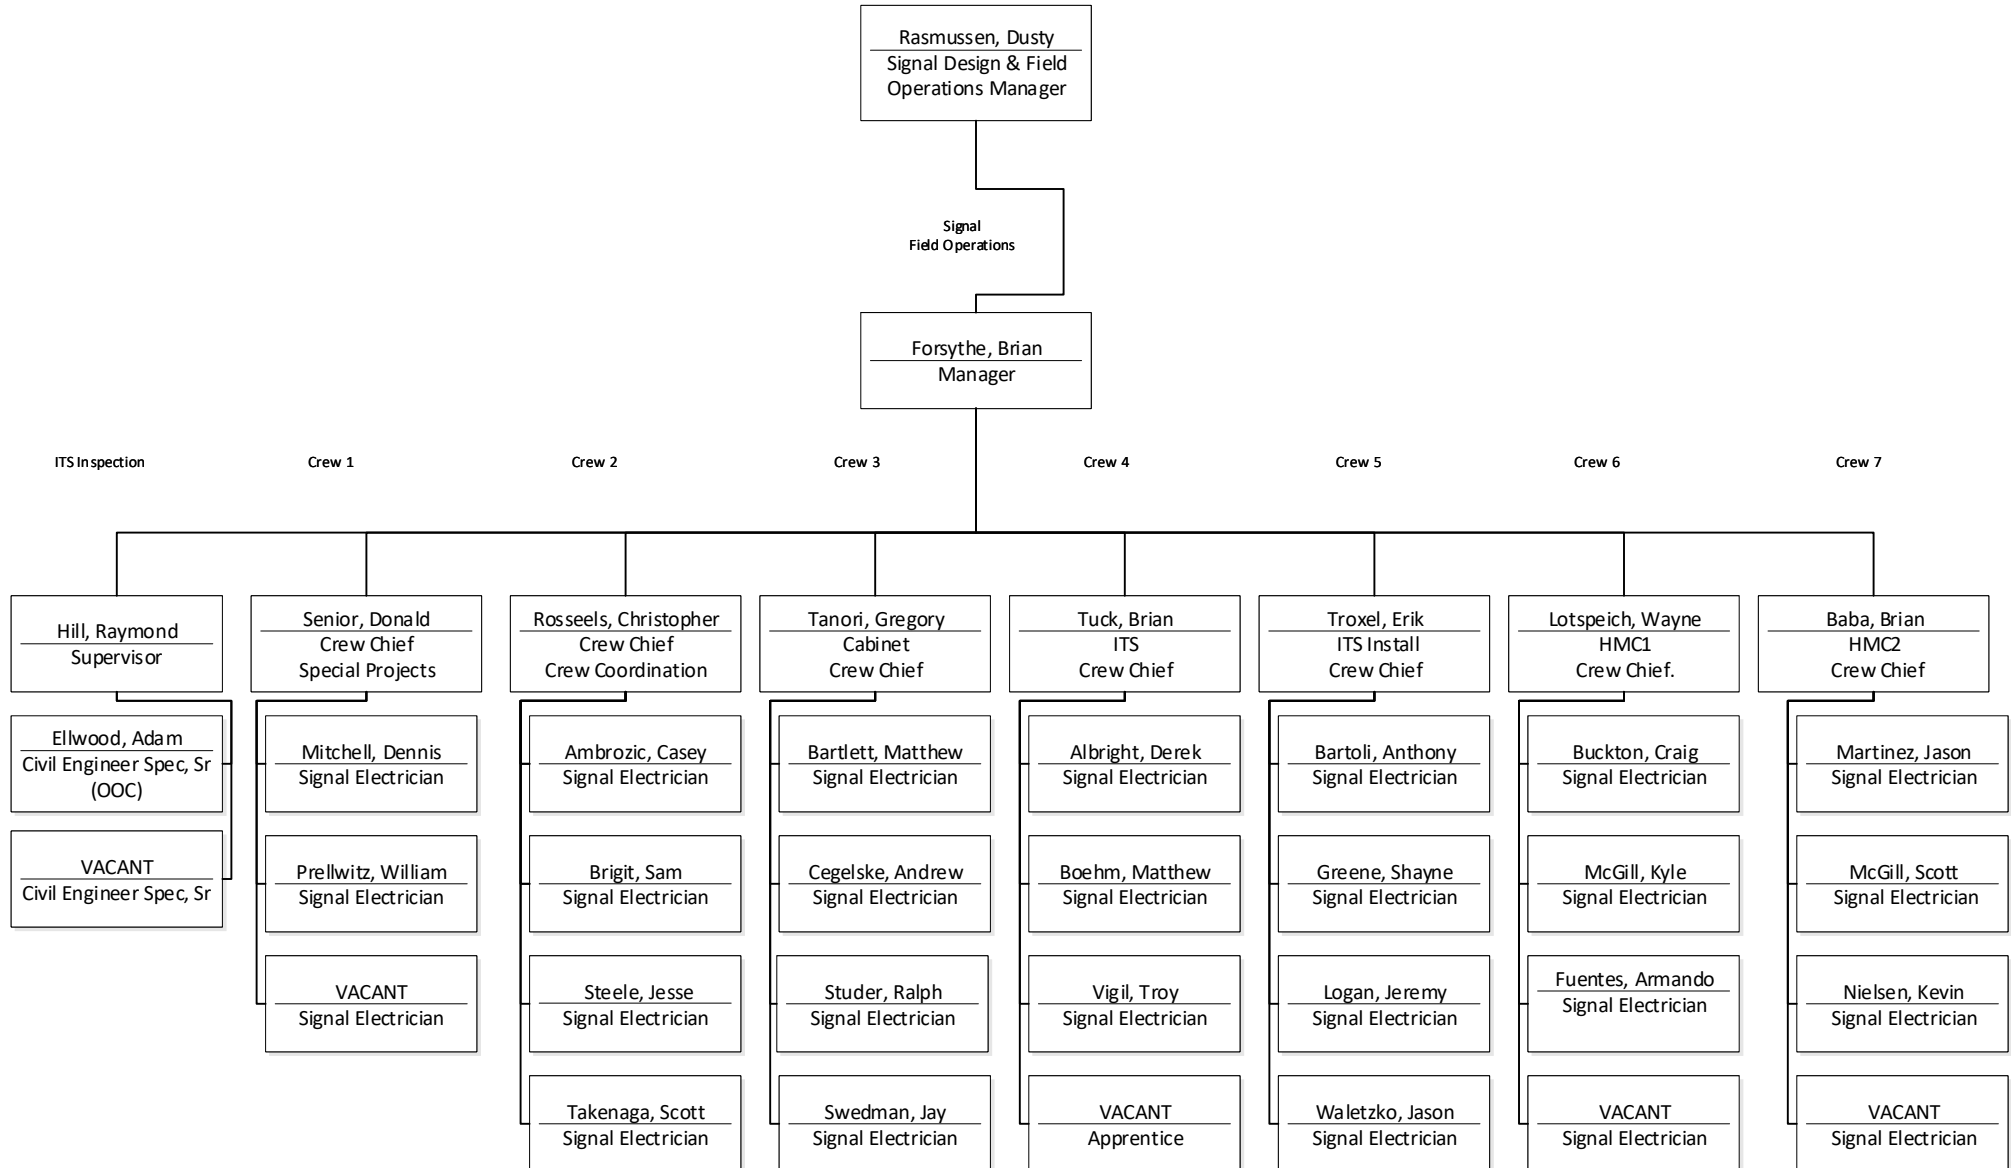 Rasmussen, Dusty
Signal Design & Field
Operations Manager
Signal
Field Operations
Forsythe, Brian
Manager
ITS Inspection
Crew 1
Crew 2
Crew 3
Crew 4
Crew 5
Crew 6
Crew 7
Hill, Raymond
Supervisor
Senior, Donald
Crew Chief
Special Projects
Rosseels, Christopher
Crew Chief
Crew Coordination
Tanori, Gregory
Cabinet
Crew Chief
Tuck, Brian
ITS
Crew Chief
Troxel, Erik
ITS Install
Crew Chief
Lotspeich, Wayne
HMC1
Crew Chief.
Baba, Brian
HMC2
Crew Chief
Ellwood, Adam
Civil Engineer Spec, Sr
(OOC)
Mitchell, Dennis
Signal Electrician
Ambrozic, Casey
Signal Electrician
Bartlett, Matthew
Signal Electrician
Albright, Derek
Signal Electrician
Bartoli, Anthony
Signal Electrician
Buckton, Craig
Signal Electrician
Martinez, Jason
Signal Electrician
VACANT
Civil Engineer Spec, Sr
Prellwitz, William
Signal Electrician
Brigit, Sam
Signal Electrician
Cegelske, Andrew
Signal Electrician
Boehm, Matthew
Signal Electrician
Greene, Shayne
Signal Electrician
McGill, Kyle
Signal Electrician
McGill, Scott
Signal Electrician
VACANT
Signal Electrician
Steele, Jesse
Signal Electrician
Studer, Ralph
Signal Electrician
Vigil, Troy
Signal Electrician
Logan, Jeremy
Signal Electrician
Fuentes, Armando
Signal Electrician
Nielsen, Kevin
Signal Electrician
Takenaga, Scott
Signal Electrician
Swedman, Jay
Signal Electrician
VACANT
Apprentice
Waletzko, Jason
Signal Electrician
VACANT
Signal Electrician
VACANT
Signal Electrician